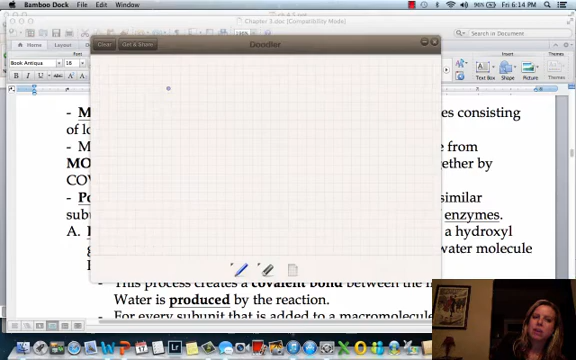 Bamboo Dock File Edit Window 96% Fri 6:14 PM
Chapter 3.doc [Compatibility Mode]
Search in Document
Home Layout
Font Insert Themes
Book Antiqua 16
B I U
Text Box Shape Picture
Clear Get & Share Doodler
es consisting
of lo
- M e from
MO ether by
COV
- Po similar
subu enzymes.
A. a hydroxyl
water molecule
- This process creates a covalent bond between the
Water is produced by the reaction.
- For every subunit that is added to a macromolecule